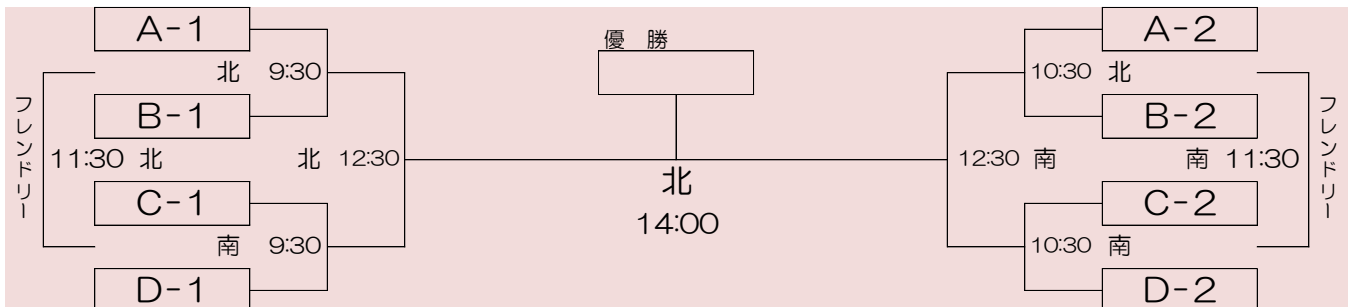 A-1
北 9:30
B-1
フレンドリー
11:30 北
北 12:30
C-1
南 9:30
D-1
優 勝
北
14:00
A-2
10:30 北
B-2
12:30 南
南 11:30
フレンドリー
C-2
10:30 南
D-2